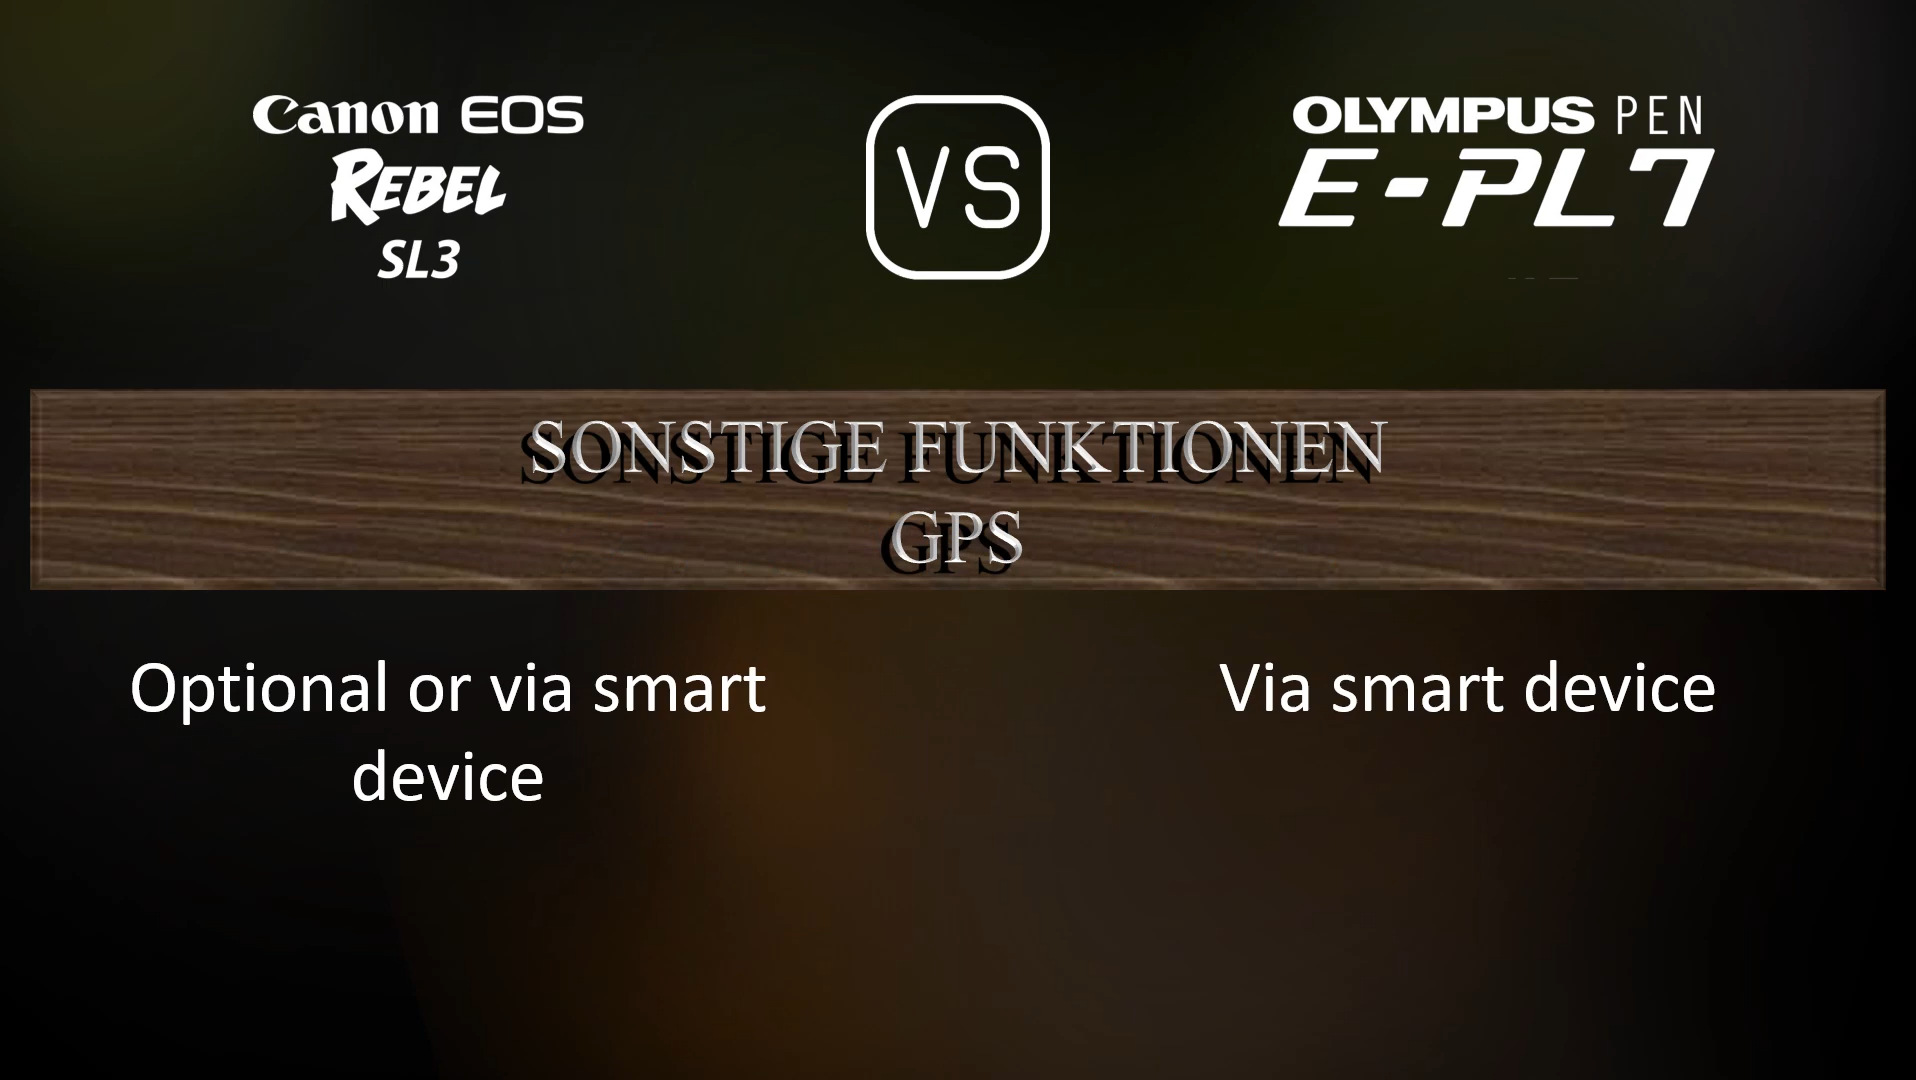 Canon EOS
REBEL
SL3
VS
OLYMPUS PEN
E-PL7
SONSTIGE FUNKTIONEN
GPS
Optional or via smart
device
Via smart device